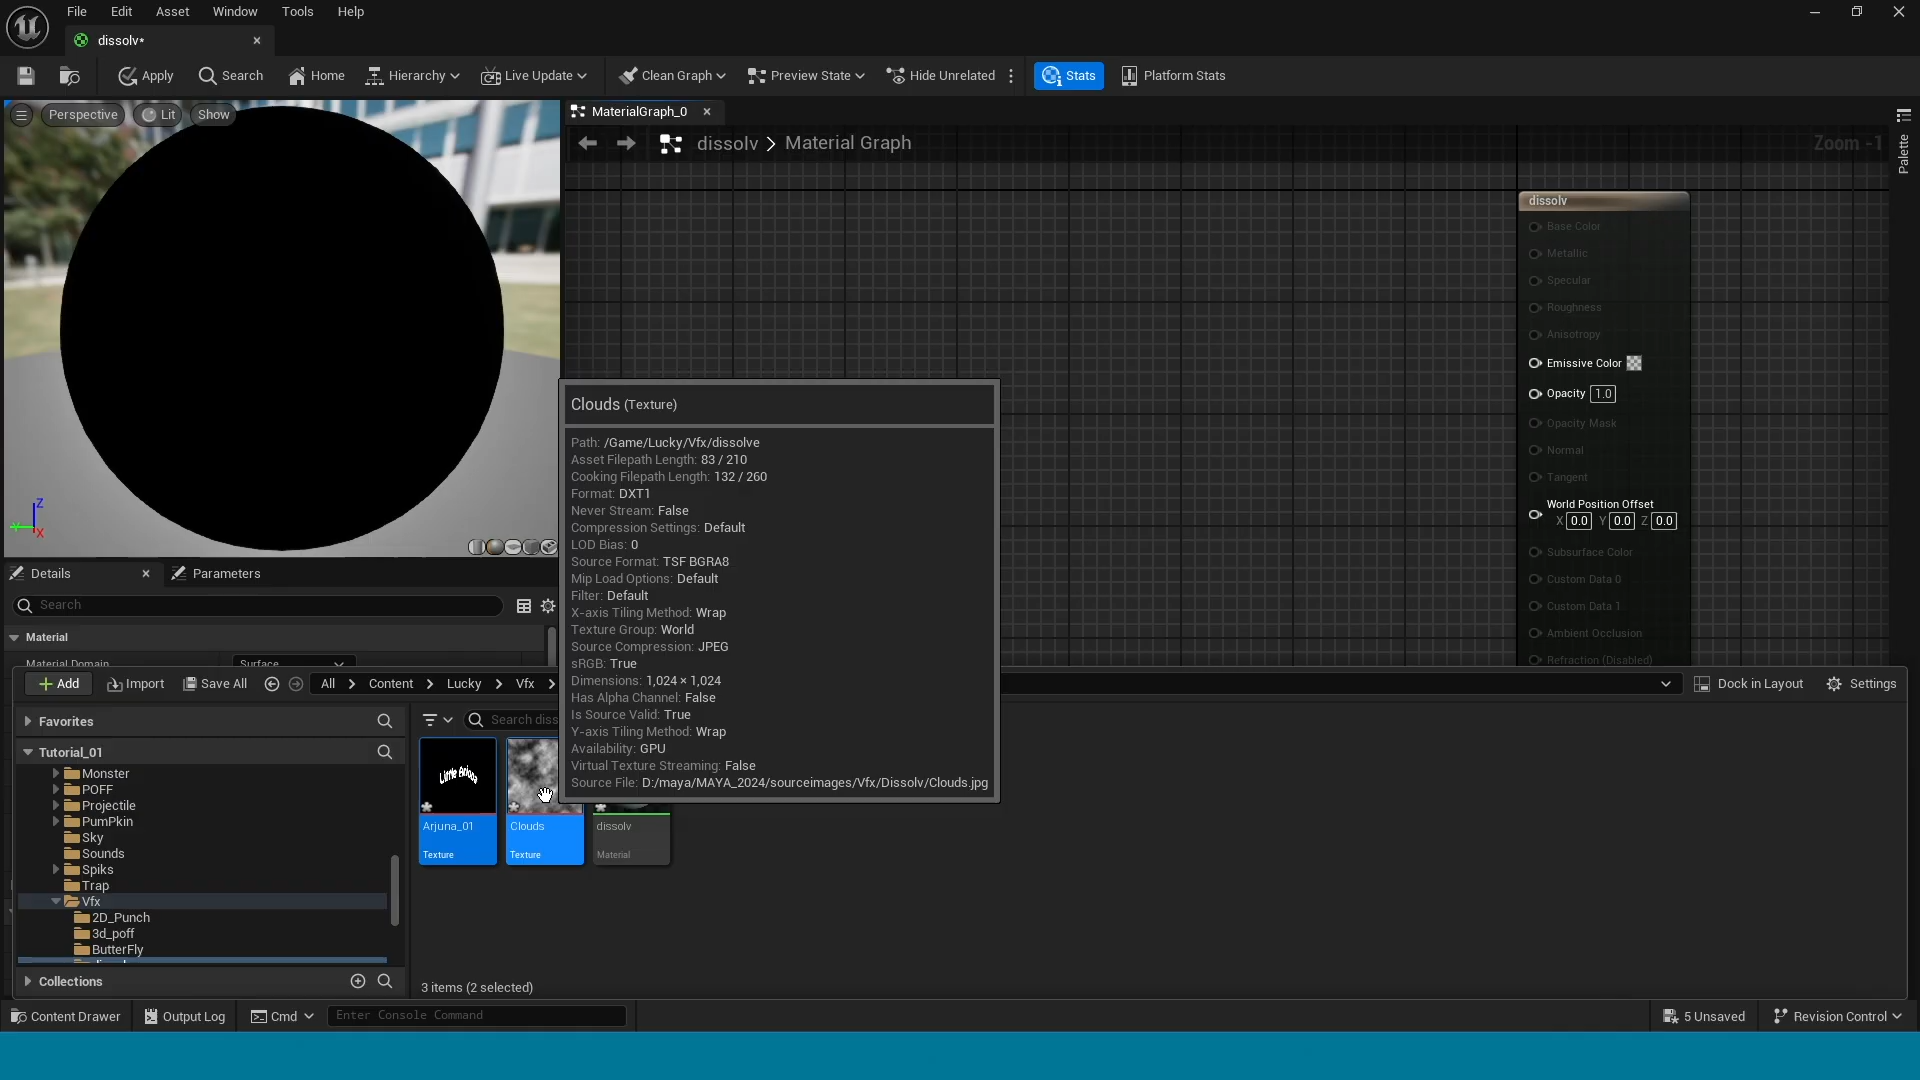 File Edit Asset Window Tools Help
dissolv*
Apply Search Home Hierarchy Live Update Clean Graph Preview State Hide Unrelated Stats Platform Stats
Perspective Lit Show
MaterialGraph_0
dissolv > Material Graph
Zoom -1
Palette
dissolv
Base Color
Metallic
Specular
Roughness
Anisotropy
Emissive Color
Opacity 1.0
Opacity Mask
Normal
Tangent
World Position Offset
X 0.0 Y 0.0 Z 0.0
Subsurface Color
Custom Data 0
Custom Data 1
Ambient Occlusion
Refraction (Disabled)
Z
Y
X
Clouds (Texture)
Path: /Game/Lucky/Vfx/dissolve
Asset Filepath Length: 83 / 210
Cooking Filepath Length: 132 / 260
Format: DXT1
Never Stream: False
Compression Settings: Default
LOD Bias: 0
Source Format: TSF BGRA8
Mip Load Options: Default
Filter: Default
X-axis Tiling Method: Wrap
Texture Group: World
Source Compression: JPEG
sRGB: True
Dimensions: 1,024 × 1,024
Has Alpha Channel: False
Is Source Valid: True
Y-axis Tiling Method: Wrap
Availability: GPU
Virtual Texture Streaming: False
Source File: D:/maya/MAYA_2024/sourceimages/Vfx/Dissolv/Clouds.jpg
Details Parameters
Search
Material
Material Domain Surface
Add Import Save All All > Content > Lucky > Vfx >
Dock in Layout Settings
Favorites
Tutorial_01
Monster
POFF
Projectile
PumPkin
Sky
Sounds
Spiks
Trap
Vfx
2D_Punch
3d_poff
ButterFly
Collections
Search diss
Little Arjuna
Arjuna_01
Texture
Clouds
Texture
dissolv
Material
3 items (2 selected)
Content Drawer Output Log Cmd Enter Console Command
5 Unsaved Revision Control